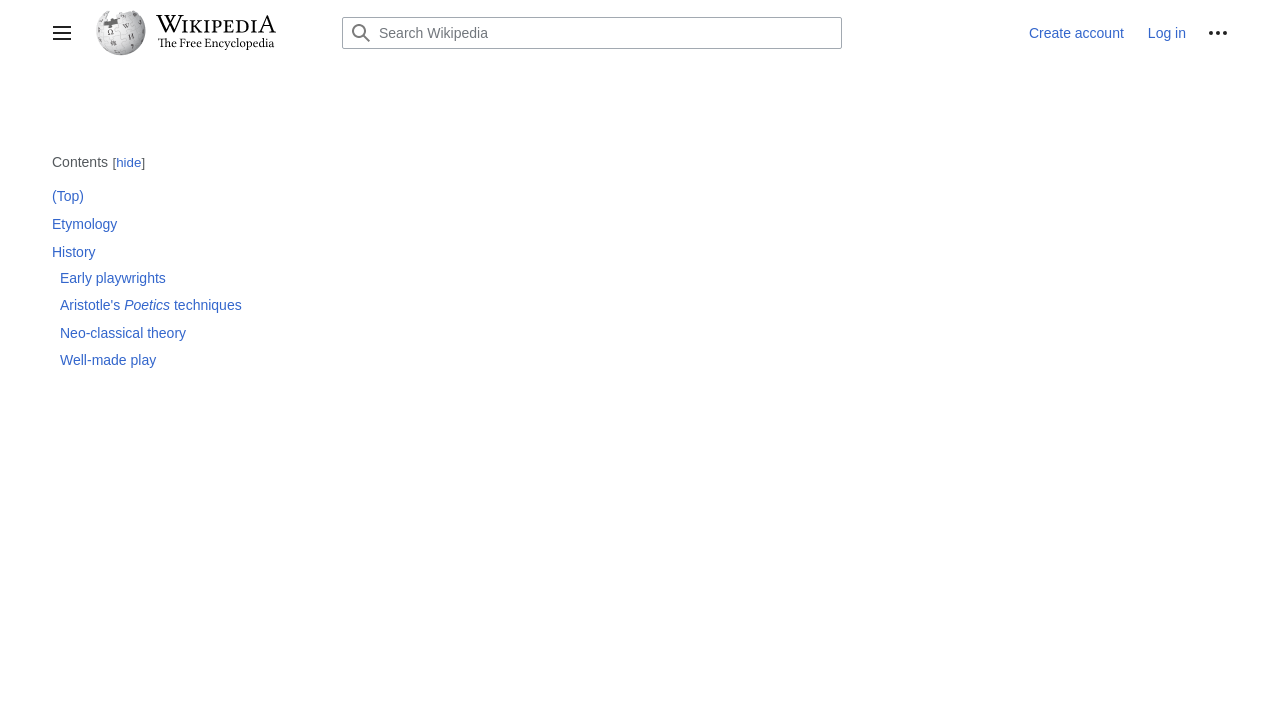 WIKIPEDIA
The Free Encyclopedia
Search Wikipedia
Create account
Log in
Contents [hide]
(Top)
Etymology
History
Early playwrights
Aristotle's Poetics techniques
Neo-classical theory
Well-made play